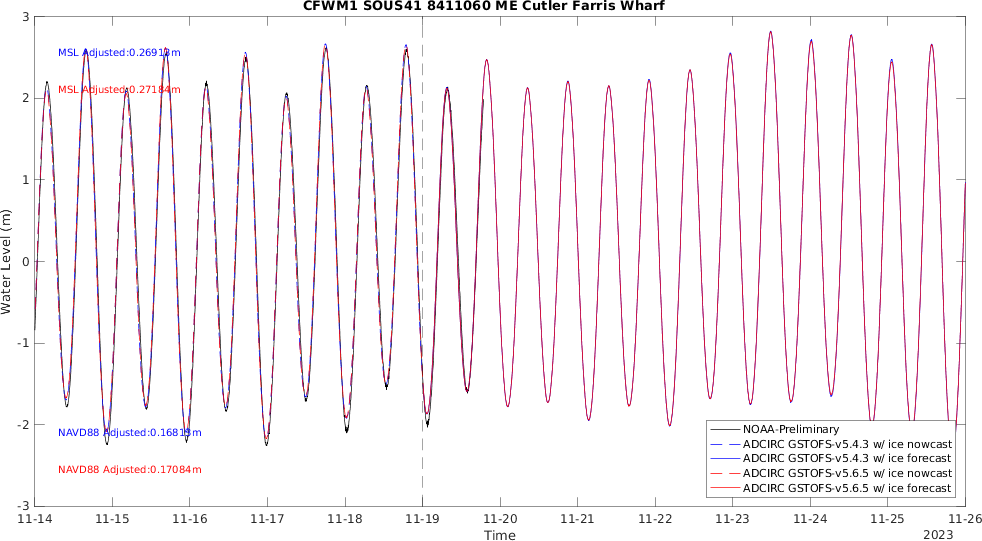 CFWM1 SOUS41 8411060 ME Cutler Farris Wharf
3
2
1
0
-1
-2
-3
Water Level (m)
MSL Adjusted:0.26913m
MSL Adjusted:0.27184m
NAVD88 Adjusted:0.16813m
NAVD88 Adjusted:0.17084m
NOAA-Preliminary
ADCIRC GSTOFS-v5.4.3 w/ ice nowcast
ADCIRC GSTOFS-v5.4.3 w/ ice forecast
ADCIRC GSTOFS-v5.6.5 w/ ice nowcast
ADCIRC GSTOFS-v5.6.5 w/ ice forecast
11-14 11-15 11-16 11-17 11-18 11-19 11-20 11-21 11-22 11-23 11-24 11-25 11-26
Time
2023